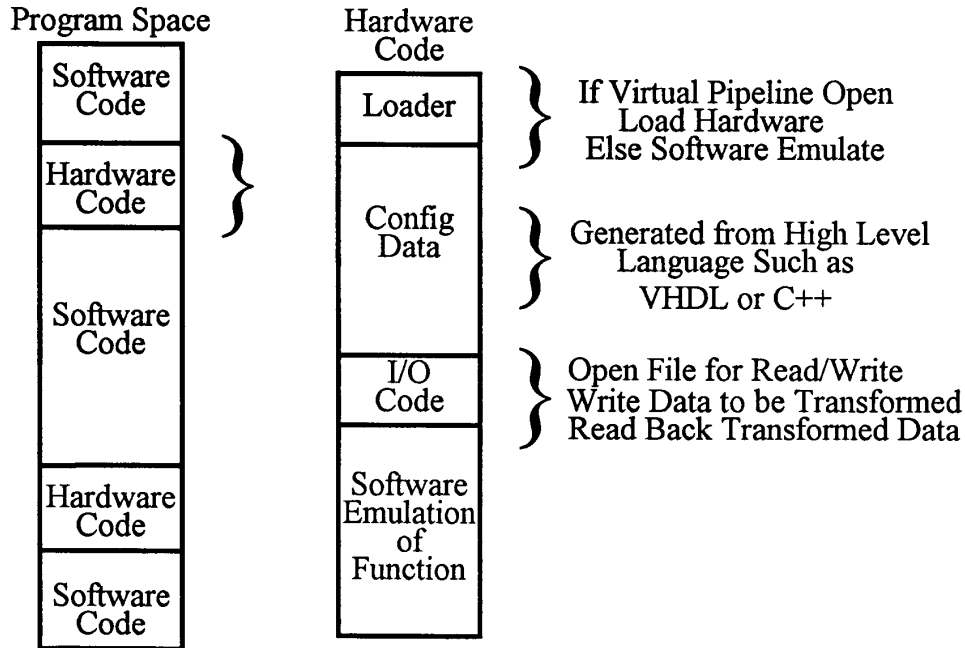 Program Space
Software
Code
Hardware
Code
Software
Code
Hardware
Code
Software
Code
Hardware
Code
Loader
Config
Data
I/O
Code
Software
Emulation
of
Function
If Virtual Pipeline Open
Load Hardware
Else Software Emulate
Generated from High Level
Language Such as
VHDL or C++
Open File for Read/Write
Write Data to be Transformed
Read Back Transformed Data